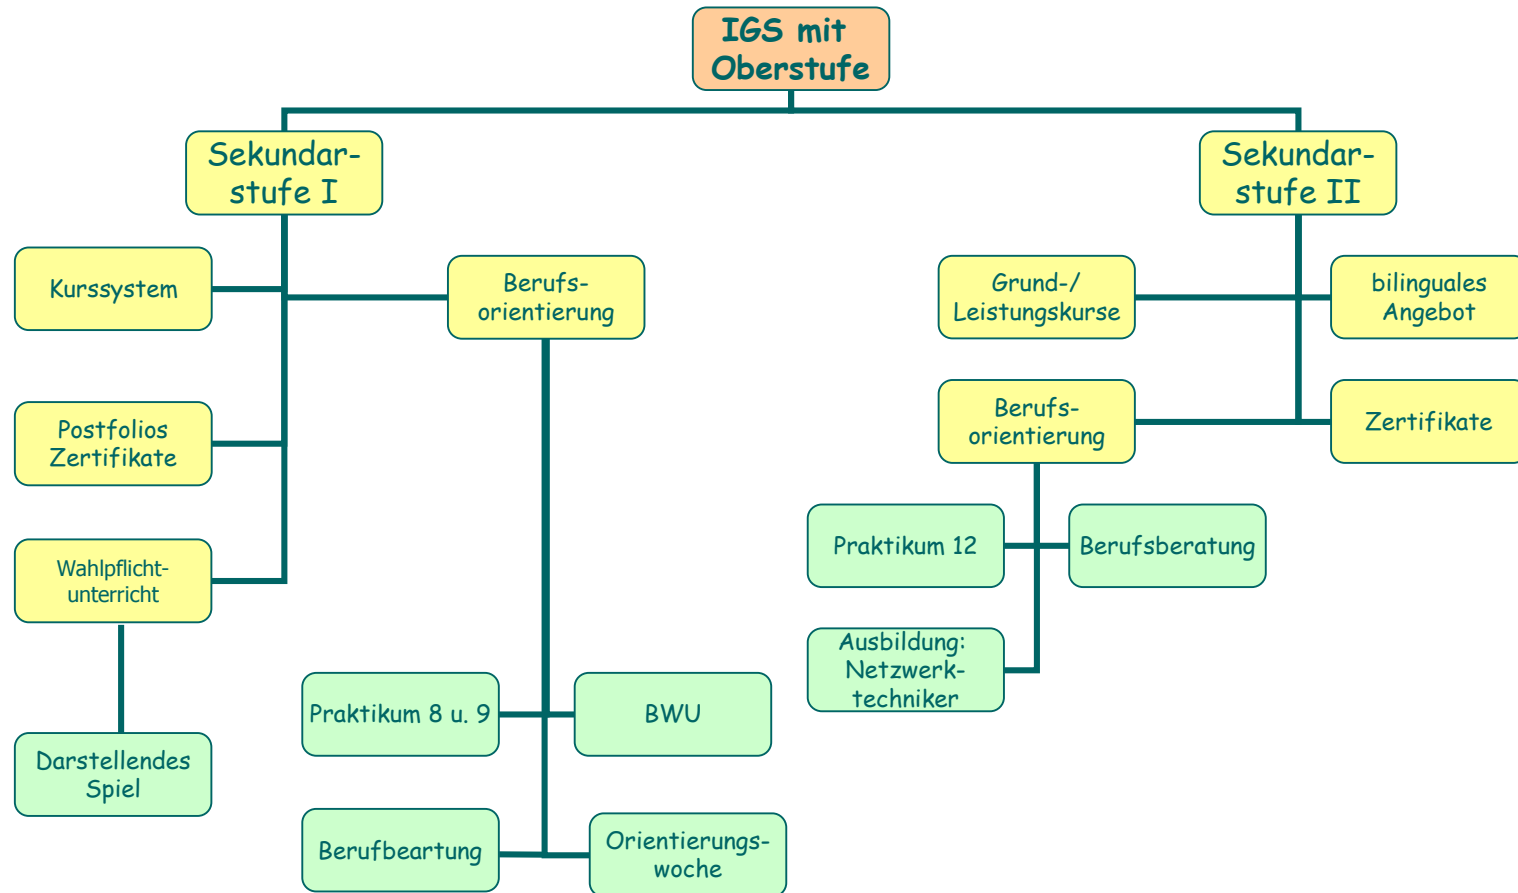 IGS mit
Oberstufe
Sekundar-
stufe I
Sekundar-
stufe II
Kurssystem
Berufs-
orientierung
Grund-/
Leistungskurse
bilinguales
Angebot
Postfolios
Zertifikate
Berufs-
orientierung
Zertifikate
Wahlpflicht-
unterricht
Praktikum 12
Berufsberatung
Ausbildung:
Netzwerk-
techniker
Praktikum 8 u. 9
BWU
Darstellendes
Spiel
Berufbeartung
Orientierungs-
woche